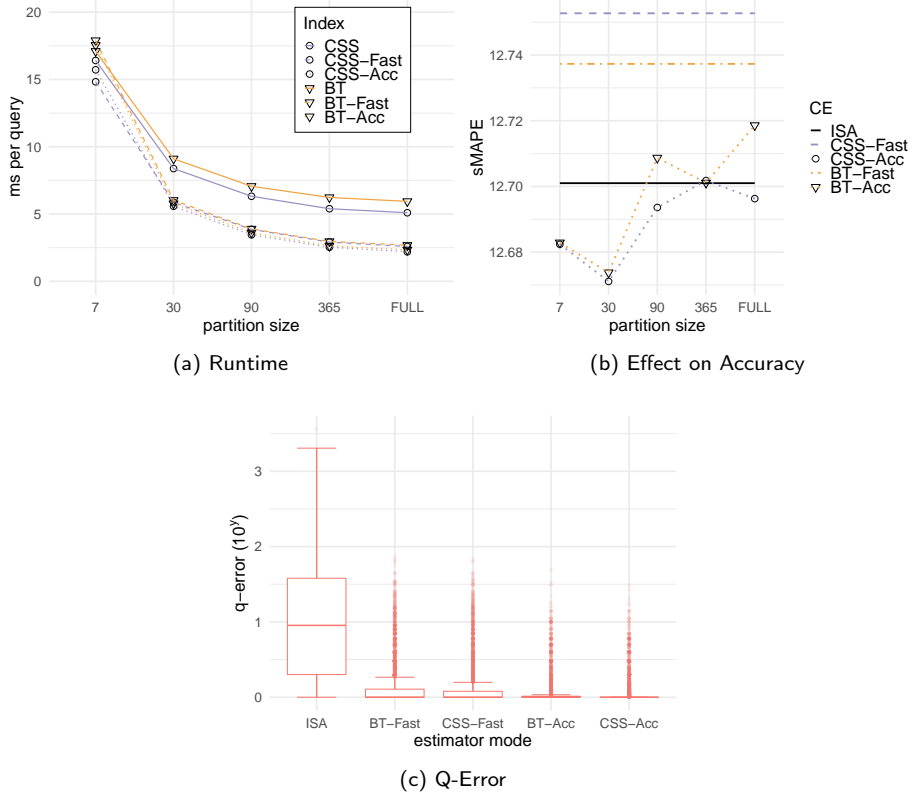 ms per query
20
15
10
5
0
7 30 90 365 FULL
partition size
Index
CSS
CSS-Fast
CSS-Acc
BT
BT-Fast
BT-Acc
(a) Runtime
sMAPE
12.74
12.72
12.70
12.68
7 30 90 365 FULL
partition size
CE
ISA
CSS-Fast
CSS-Acc
BT-Fast
BT-Acc
(b) Effect on Accuracy
q-error (10^y)
3
2
1
0
ISA BT-Fast CSS-Fast BT-Acc CSS-Acc
estimator mode
(c) Q-Error